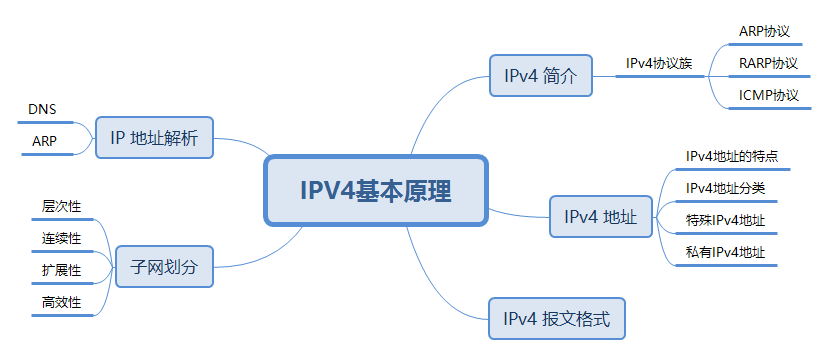 IPV4基本原理
IPv4 简介
IPv4协议族
ARP协议
RARP协议
ICMP协议
IPv4 地址
IPv4地址的特点
IPv4地址分类
特殊IPv4地址
私有IPv4地址
IPv4 报文格式
IP 地址解析
DNS
ARP
子网划分
层次性
连续性
扩展性
高效性